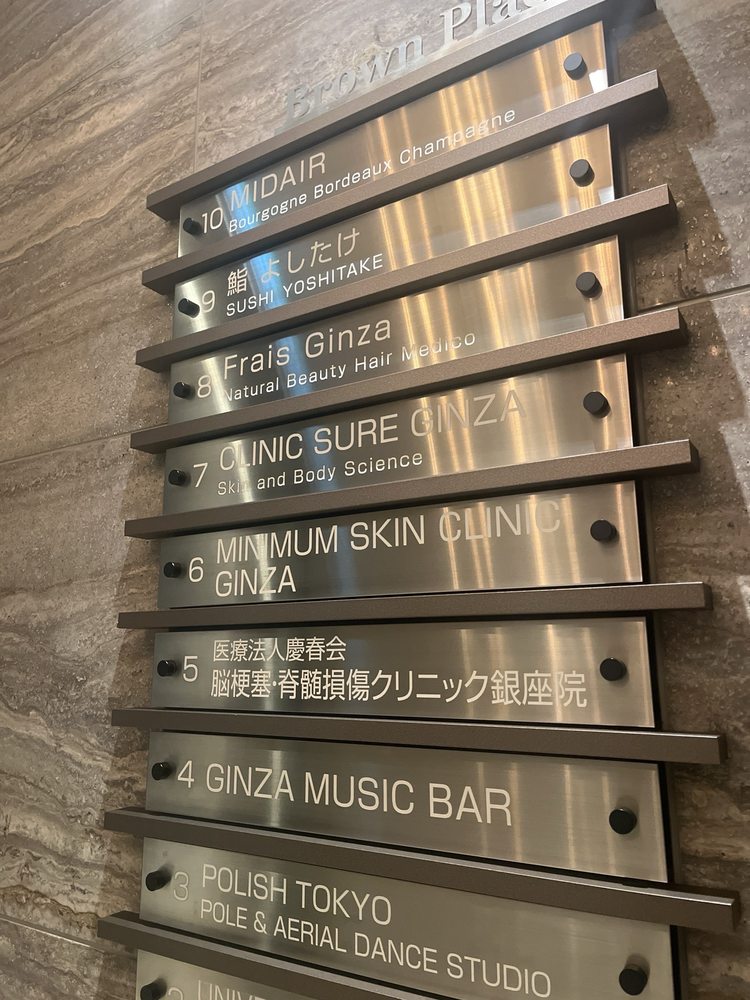 Brown
10 MIDAIR
Bourgogne Bordeaux Champagne
9 鮨 よしたけ
SUSHI YOSHITAKE
8 Frais Ginza
Natural Beauty Hair Medico
7 CLINIC SURE GINZA
Skin and Body Science
6 MINIMUM SKIN CLINIC
GINZA
5 医療法人慶春会
脳梗塞·脊髄損傷クリニック銀座院
4 GINZA MUSIC BAR
3 POLISH TOKYO
POLE & AERIAL DANCE STUDIO